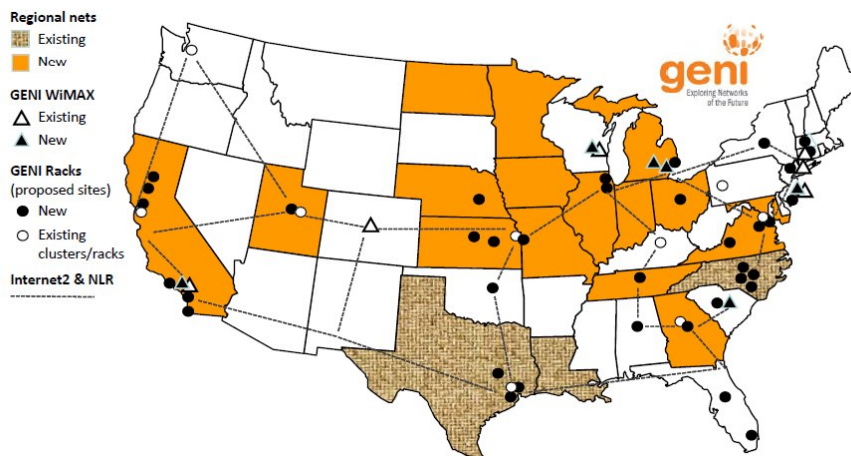 Regional nets
Existing
New
GENI WiMAX
Existing
New
GENI Racks
(proposed sites)
New
Existing
clusters/racks
Internet2 & NLR
geni
Exploring Networks
of the Future